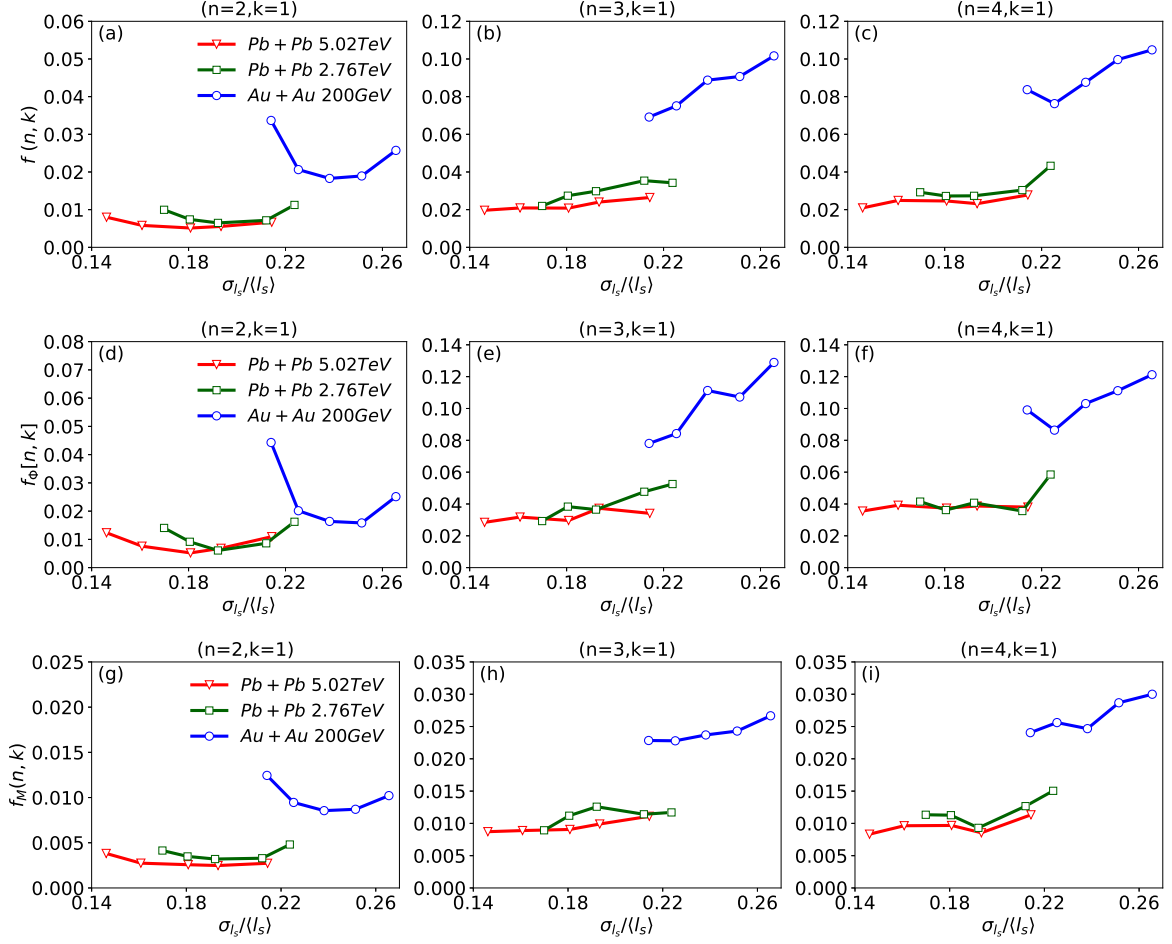 (n=2,k=1)
(n=3,k=1)
(n=4,k=1)
f (n, k)
0.06
0.05
0.04
0.03
0.02
0.01
0.00
(a)
Pb + Pb 5.02TeV
Pb + Pb 2.76TeV
Au + Au 200GeV
0.14
0.18
0.22
0.26
σ_{l_s}/⟨l_s⟩
0.12
0.10
0.08
0.06
0.04
0.02
0.00
(b)
0.14
0.18
0.22
0.26
σ_{l_s}/⟨l_s⟩
0.12
0.10
0.08
0.06
0.04
0.02
0.00
(c)
0.14
0.18
0.22
0.26
σ_{l_s}/⟨l_s⟩
(n=2,k=1)
(n=3,k=1)
(n=4,k=1)
f_Φ[n, k]
0.08
0.07
0.06
0.05
0.04
0.03
0.02
0.01
0.00
(d)
Pb + Pb 5.02TeV
Pb + Pb 2.76TeV
Au + Au 200GeV
0.14
0.18
0.22
0.26
σ_{l_s}/⟨l_s⟩
0.14
0.12
0.10
0.08
0.06
0.04
0.02
0.00
(e)
0.14
0.18
0.22
0.26
σ_{l_s}/⟨l_s⟩
0.14
0.12
0.10
0.08
0.06
0.04
0.02
0.00
(f)
0.14
0.18
0.22
0.26
σ_{l_s}/⟨l_s⟩
(n=2,k=1)
(n=3,k=1)
(n=4,k=1)
f_M(n, k)
0.025
0.020
0.015
0.010
0.005
0.000
(g)
Pb + Pb 5.02TeV
Pb + Pb 2.76TeV
Au + Au 200GeV
0.14
0.18
0.22
0.26
σ_{l_s}/⟨l_s⟩
0.035
0.030
0.025
0.020
0.015
0.010
0.005
0.000
(h)
0.14
0.18
0.22
0.26
σ_{l_s}/⟨l_s⟩
0.035
0.030
0.025
0.020
0.015
0.010
0.005
0.000
(i)
0.14
0.18
0.22
0.26
σ_{l_s}/⟨l_s⟩